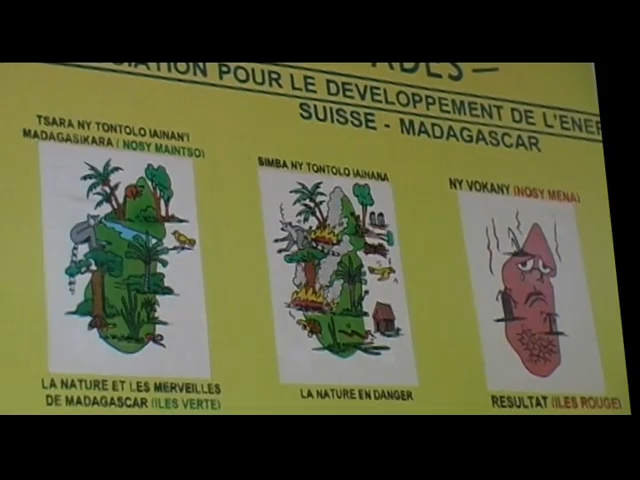 ADES
POUR LE DEVELOPPEMENT DE L'ENER
SUISSE - MADAGASCAR
TSARA NY TONTOLO IAINAN'I
MADAGASIKARA ( NOSY MAINTSO)
SIMBA NY TONTOLO IAINANA
NY VOKANY (NOSY MENA)
LA NATURE ET LES MERVEILLES
DE MADAGASCAR (ILES VERTE)
LA NATURE EN DANGER
RESULTAT (ILES ROUGE)